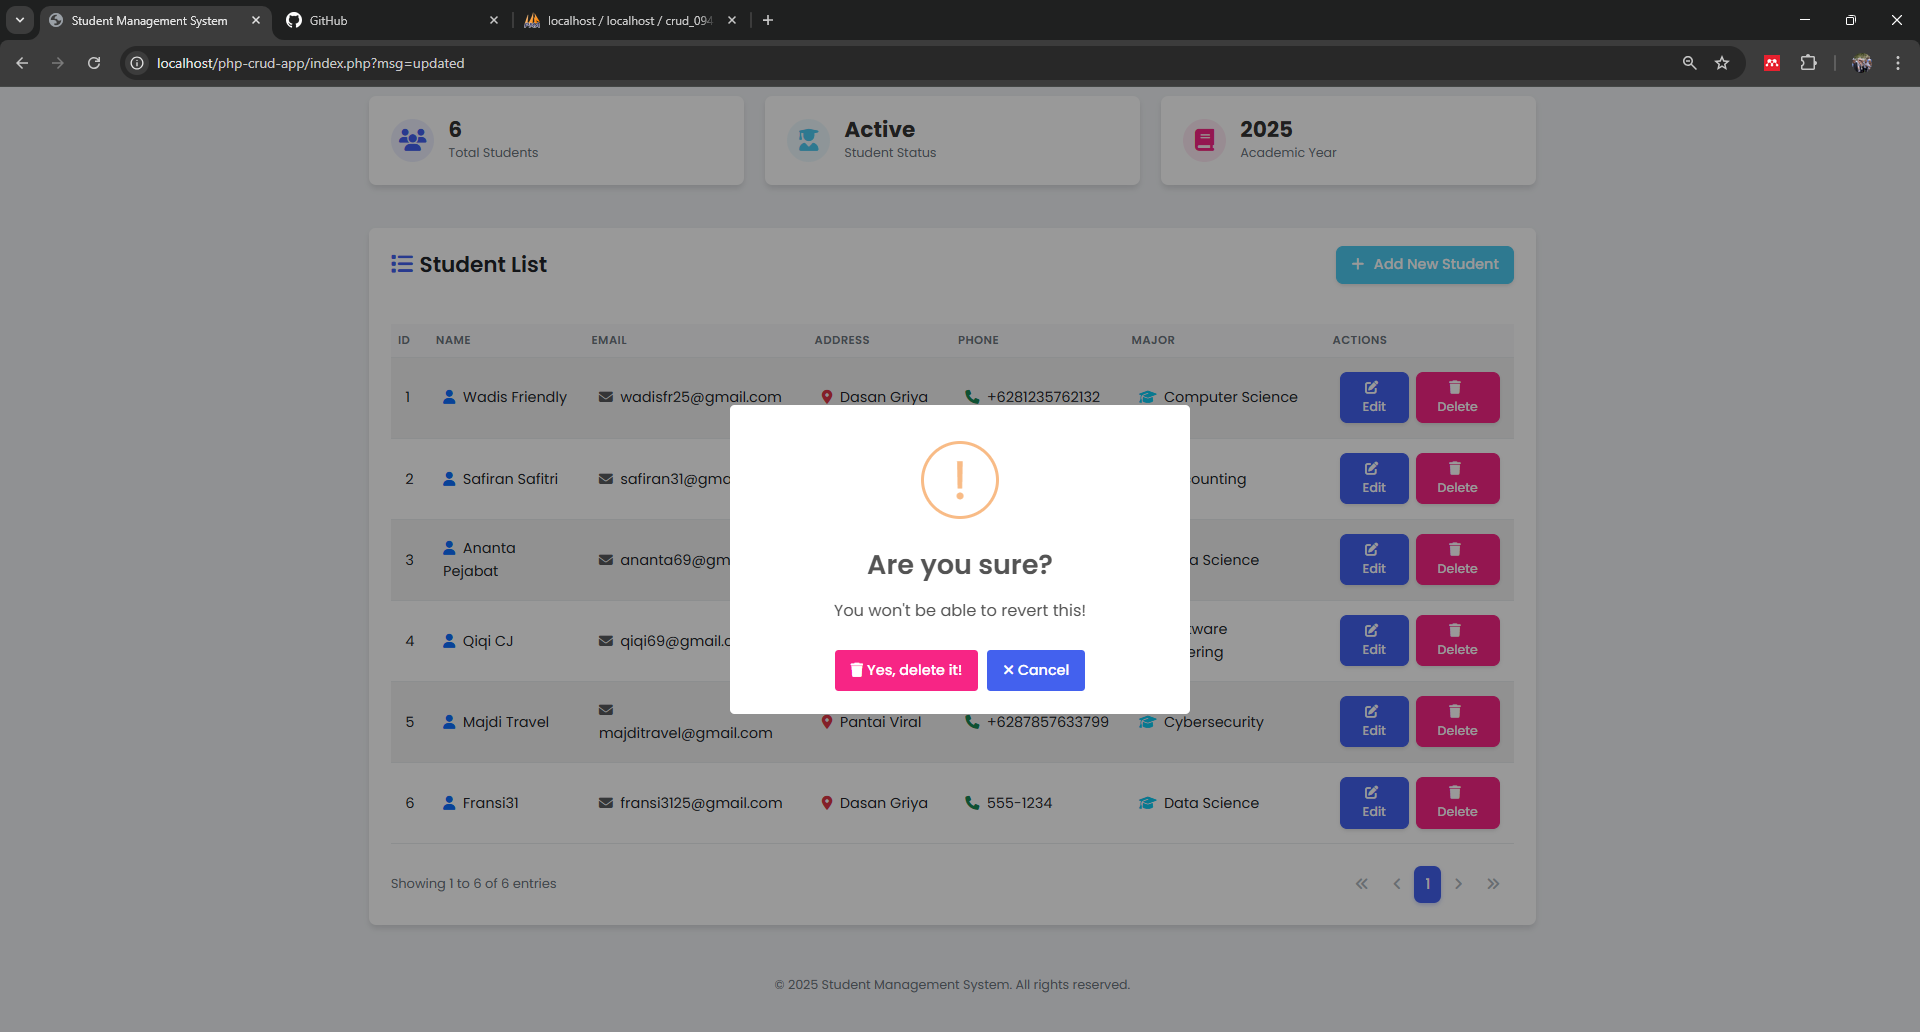 Student Management System
GitHub
localhost / localhost / crud_094
localhost/php-crud-app/index.php?msg=updated
6
Total Students
Active
Student Status
2025
Academic Year
Student List
Add New Student
ID NAME EMAIL ADDRESS PHONE MAJOR ACTIONS
1 Wadis Friendly wadisfr25@gmail.com Dasan Griya +6281235762132 Computer Science Edit Delete
2 Safiran Safitri safiran31@gma ounting Edit Delete
3 Ananta Pejabat ananta69@gm a Science Edit Delete
4 Qiqi CJ qiqi69@gmail.c tware ering Edit Delete
5 Majdi Travel majditravel@gmail.com Pantai Viral +6287857633799 Cybersecurity Edit Delete
6 Fransi31 fransi3125@gmail.com Dasan Griya 555-1234 Data Science Edit Delete
Are you sure?
You won't be able to revert this!
Yes, delete it! Cancel
Showing 1 to 6 of 6 entries
« ‹ 1 › »
© 2025 Student Management System. All rights reserved.